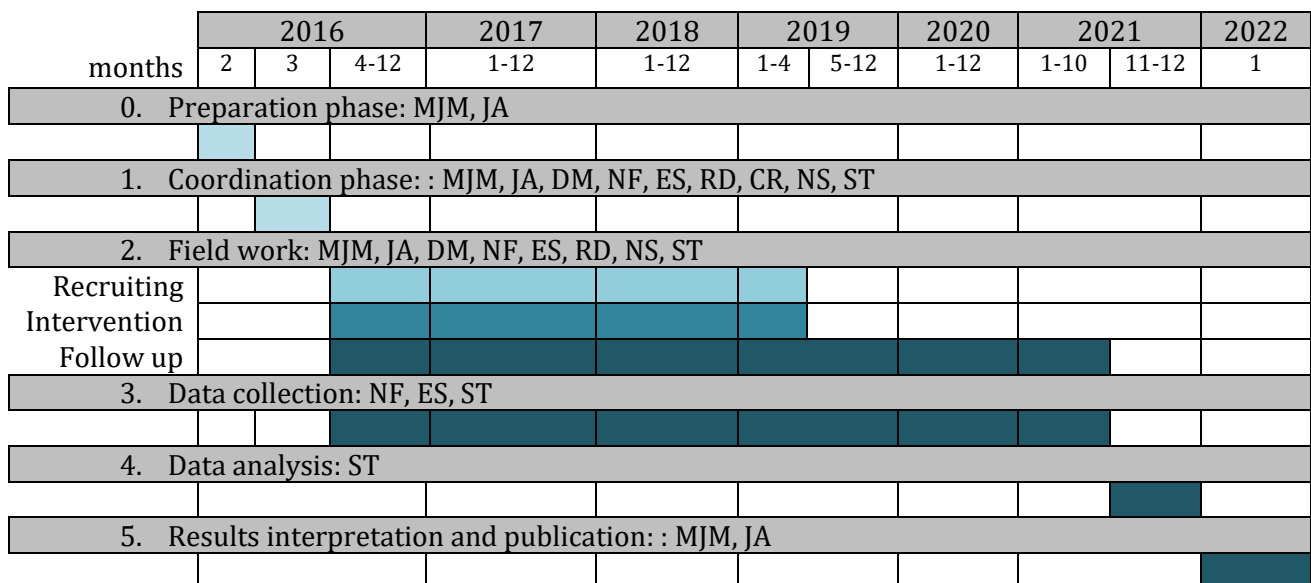 2016 2017 2018 2019 2020 2021 2022
months 2 3 4-12 1-12 1-12 1-4 5-12 1-12 1-10 11-12 1
0. Preparation phase: MJM, JA
1. Coordination phase: : MJM, JA, DM, NF, ES, RD, CR, NS, ST
2. Field work: MJM, JA, DM, NF, ES, RD, NS, ST
Recruiting
Intervention
Follow up
3. Data collection: NF, ES, ST
4. Data analysis: ST
5. Results interpretation and publication: : MJM, JA